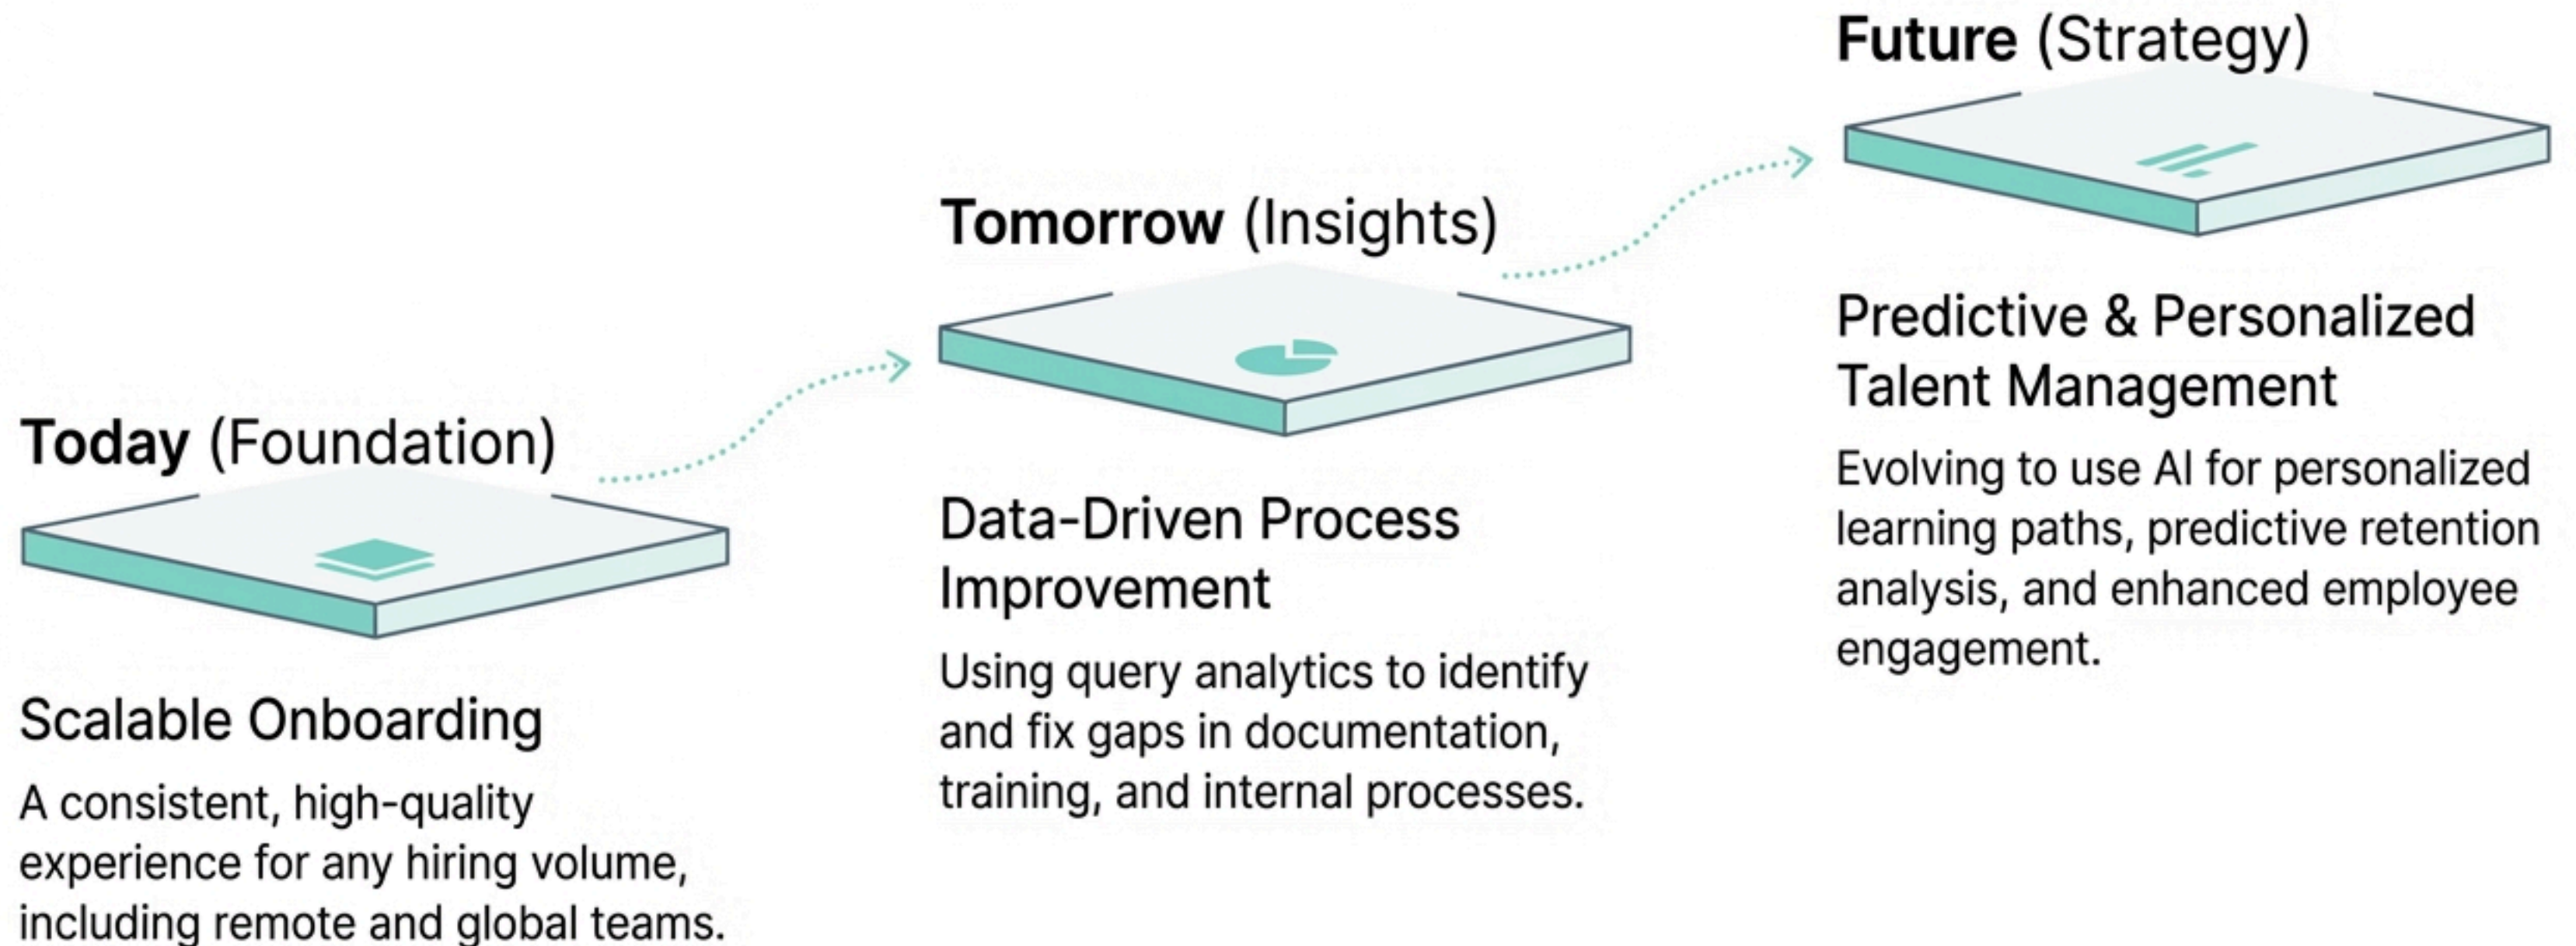 Today (Foundation)
Scalable Onboarding
A consistent, high-quality
experience for any hiring volume,
including remote and global teams.
Tomorrow (Insights)
Data-Driven Process
Improvement
Using query analytics to identify
and fix gaps in documentation,
training, and internal processes.
Future (Strategy)
Predictive & Personalized
Talent Management
Evolving to use AI for personalized
learning paths, predictive retention
analysis, and enhanced employee
engagement.